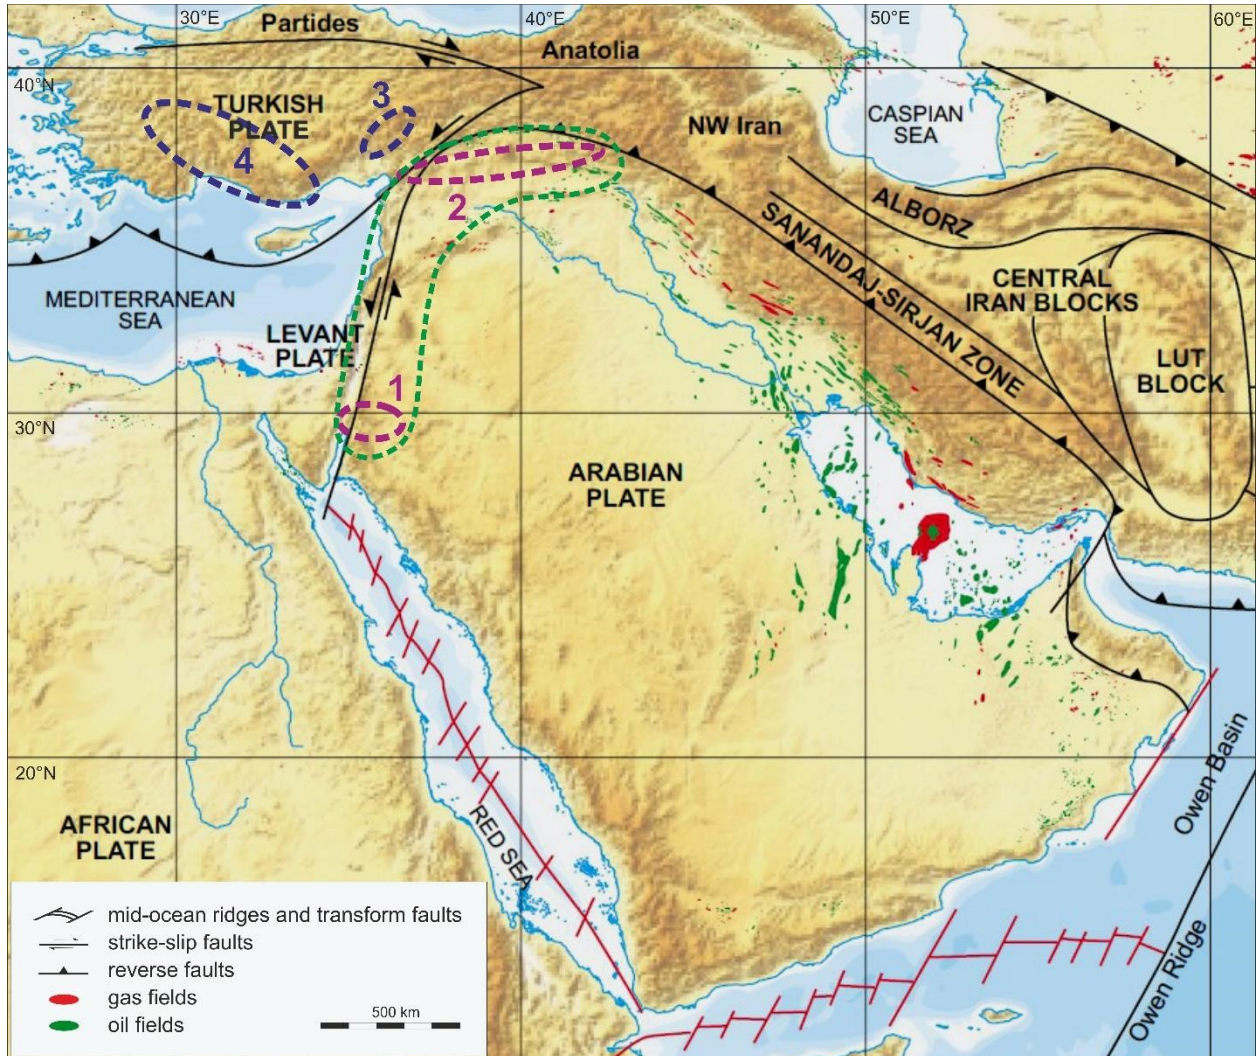 30°E
40°E
50°E
60°E
Partides
Anatolia
40°N
TURKISH
PLATE
3
4
NW Iran
CASPIAN
SEA
2
ALBORZ
SANANDAJ-SIRJAN ZONE
CENTRAL
IRAN BLOCKS
MEDITERRANEAN
SEA
LEVANT
PLATE
LUT
BLOCK
1
30°N
ARABIAN
PLATE
20°N
RED SEA
AFRICAN
PLATE
Owen Basin
Owen Ridge
mid-ocean ridges and transform faults
strike-slip faults
reverse faults
gas fields
oil fields
500 km